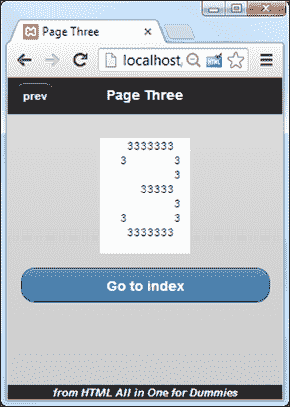 Page Three
localhost/
prev
Page Three
3333333
3 3
3
33333
3
3 3
3333333
Go to index
from HTML All in One for Dummies